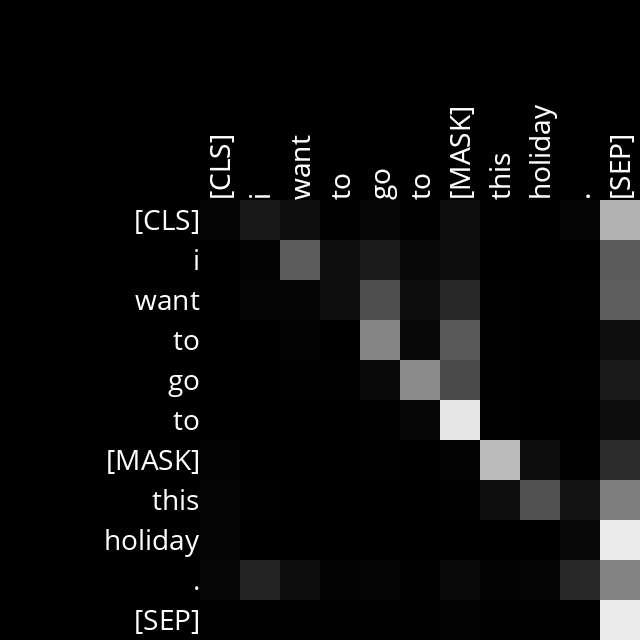 [CLS]
i
want
to
go
to
[MASK]
this
holiday
.
[SEP]
[CLS]
i
want
to
go
to
[MASK]
this
holiday
.
[SEP]